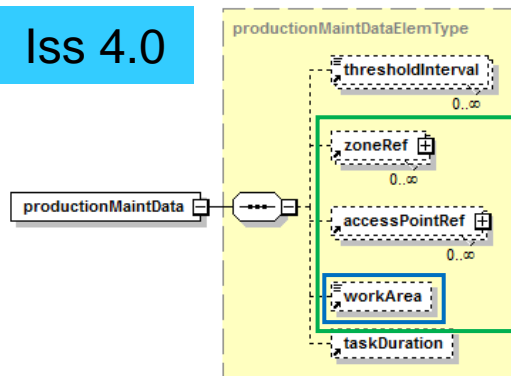 Iss 4.0
productionMaintDataElemType
thresholdInterval
0..∞
zoneRef
0..∞
productionMaintData
accessPointRef
0..∞
workArea
taskDuration